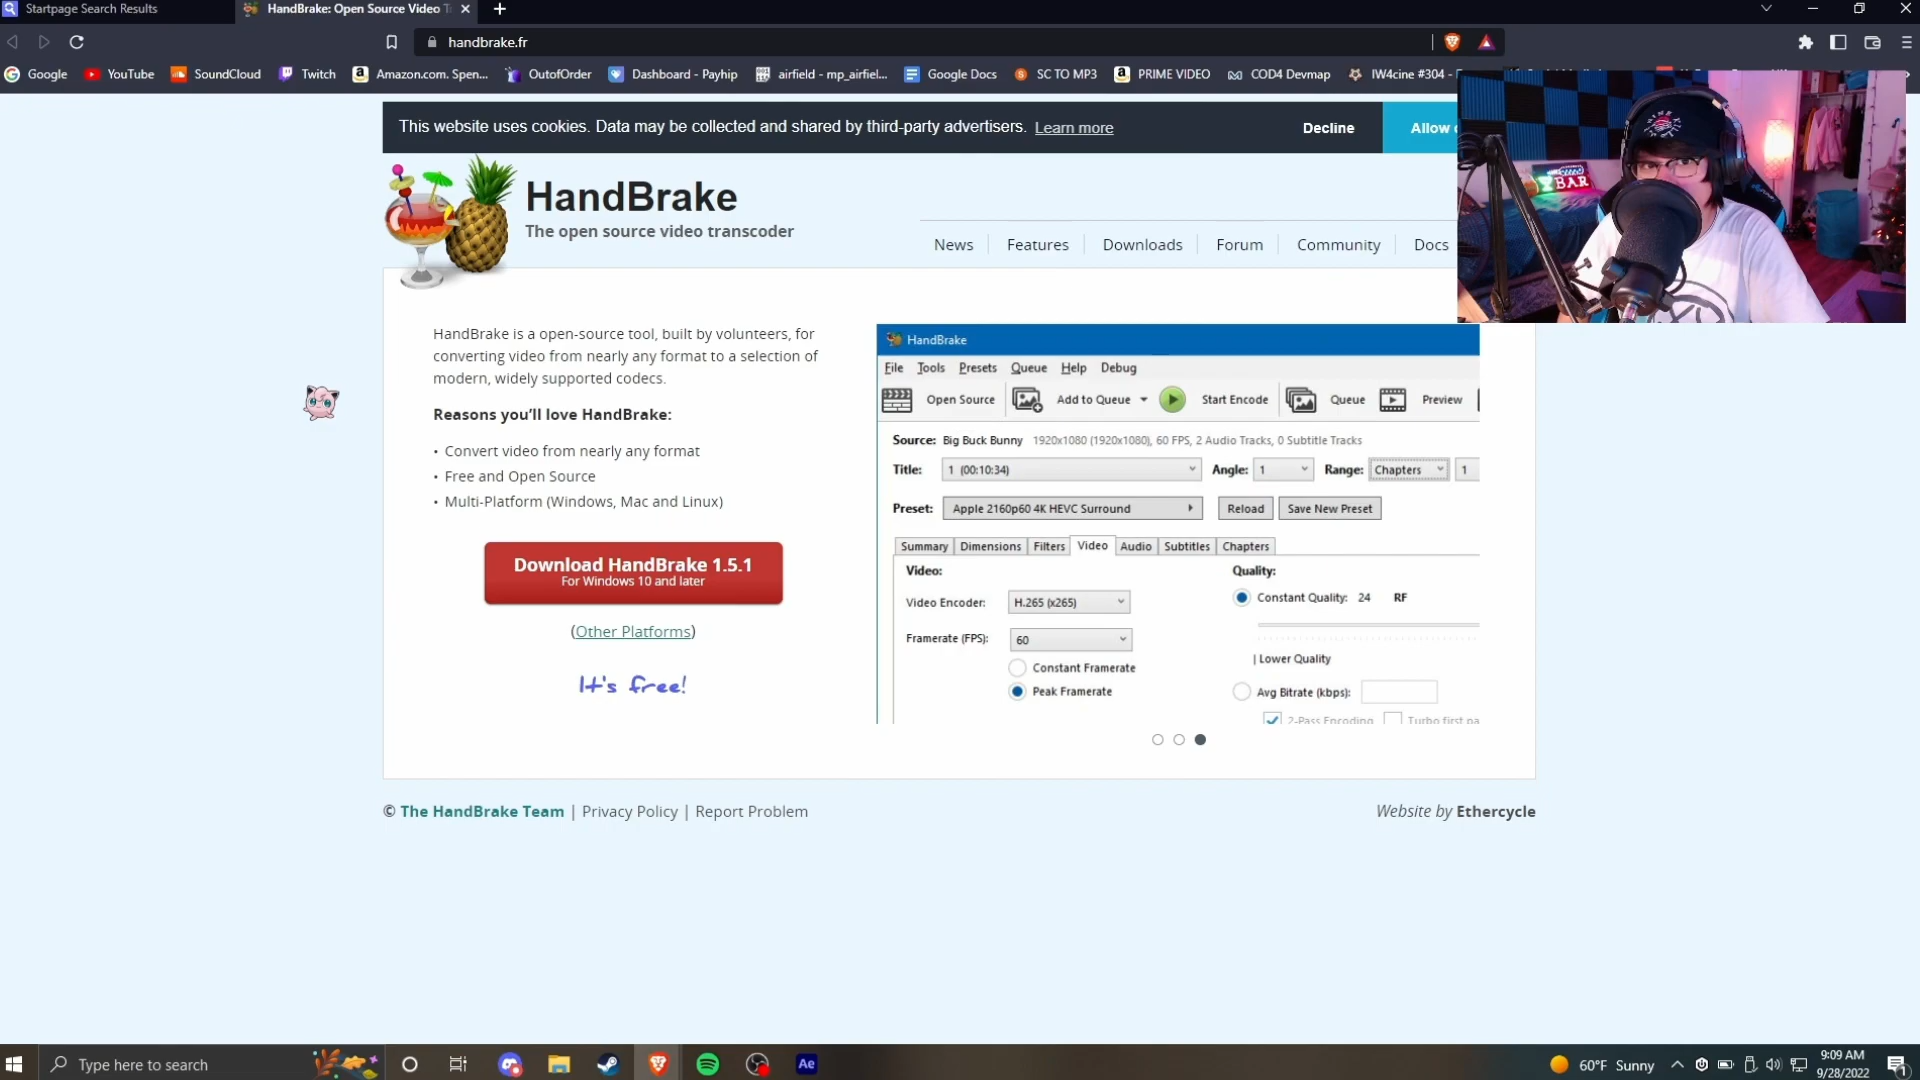 Startpage Search Results
HandBrake: Open Source Video T
handbrake.fr
Google
YouTube
SoundCloud
Twitch
Amazon.com. Spen...
OutofOrder
Dashboard - Payhip
airfield - mp_airfiel...
Google Docs
SC TO MP3
PRIME VIDEO
COD4 Devmap
IW4cine #304 -
This website uses cookies. Data may be collected and shared by third-party advertisers. Learn more
Decline
Allow
BAR
HandBrake
The open source video transcoder
News
Features
Downloads
Forum
Community
Docs
HandBrake is a open-source tool, built by volunteers, for
converting video from nearly any format to a selection of
modern, widely supported codecs.
Reasons you'll love HandBrake:
• Convert video from nearly any format
• Free and Open Source
• Multi-Platform (Windows, Mac and Linux)
Download HandBrake 1.5.1
For Windows 10 and later
(Other Platforms)
It's free!
HandBrake
File Tools Presets Queue Help Debug
Open Source
Add to Queue
Start Encode
Queue
Preview
Source: Big Buck Bunny 1920x1080 (1920x1080), 60 FPS, 2 Audio Tracks, 0 Subtitle Tracks
Title: 1 (00:10:34) Angle: 1 Range: Chapters 1
Preset: Apple 2160p60 4K HEVC Surround Reload Save New Preset
Summary Dimensions Filters Video Audio Subtitles Chapters
Video:
Quality:
Video Encoder: H.265 (x265)
Constant Quality: 24 RF
Framerate (FPS): 60
| Lower Quality
Constant Framerate
Peak Framerate
Avg Bitrate (kbps):
2-Pass Encoding Turbo first pa
© The HandBrake Team | Privacy Policy | Report Problem
Website by Ethercycle
Type here to search
Ae
60°F Sunny
9:09 AM
9/28/2022
1